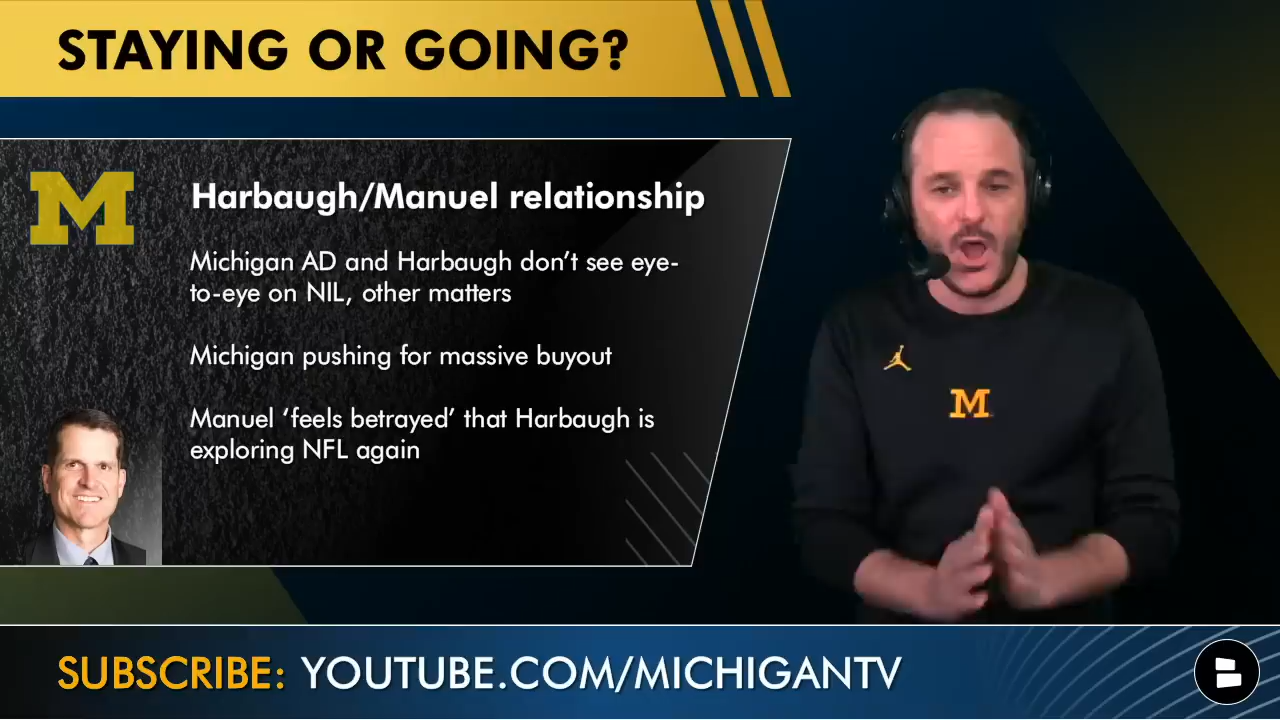 STAYING OR GOING?
M
Harbaugh/Manuel relationship
Michigan AD and Harbaugh don’t see eye-
to-eye on NIL, other matters
Michigan pushing for massive buyout
Manuel ‘feels betrayed’ that Harbaugh is
exploring NFL again
M
SUBSCRIBE: YOUTUBE.COM/MICHIGANTV